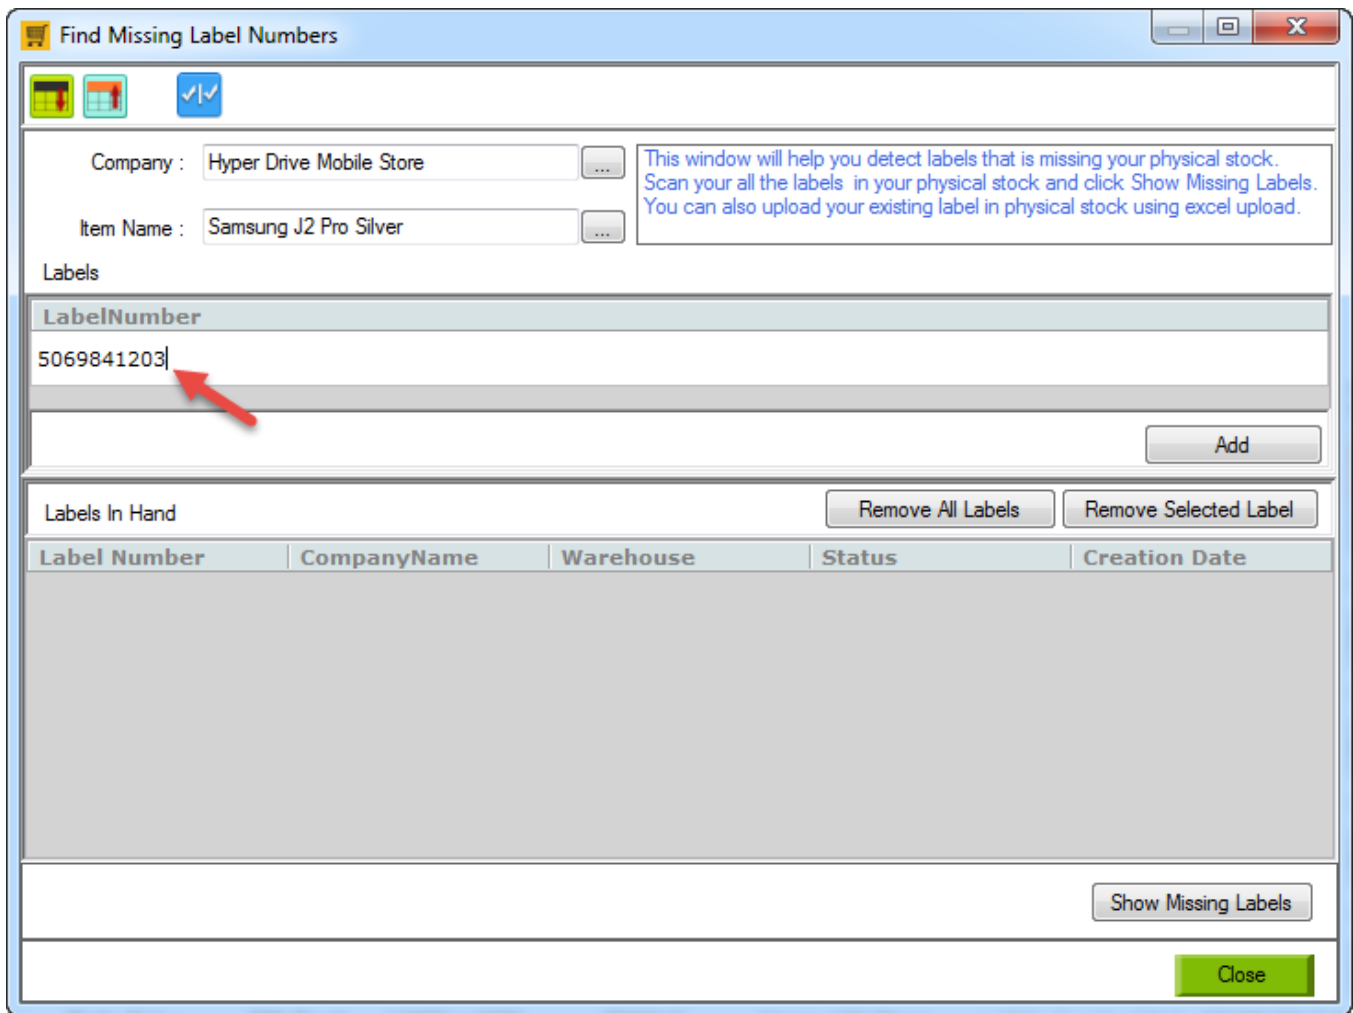 Find Missing Label Numbers
Company :
Hyper Drive Mobile Store
...
This window will help you detect labels that is missing your physical stock.
Scan your all the labels in your physical stock and click Show Missing Labels.
You can also upload your existing label in physical stock using excel upload.
Item Name :
Samsung J2 Pro Silver
...
Labels
LabelNumber
5069841203
Add
Labels In Hand
Remove All Labels
Remove Selected Label
Label Number CompanyName Warehouse Status Creation Date
Show Missing Labels
Close